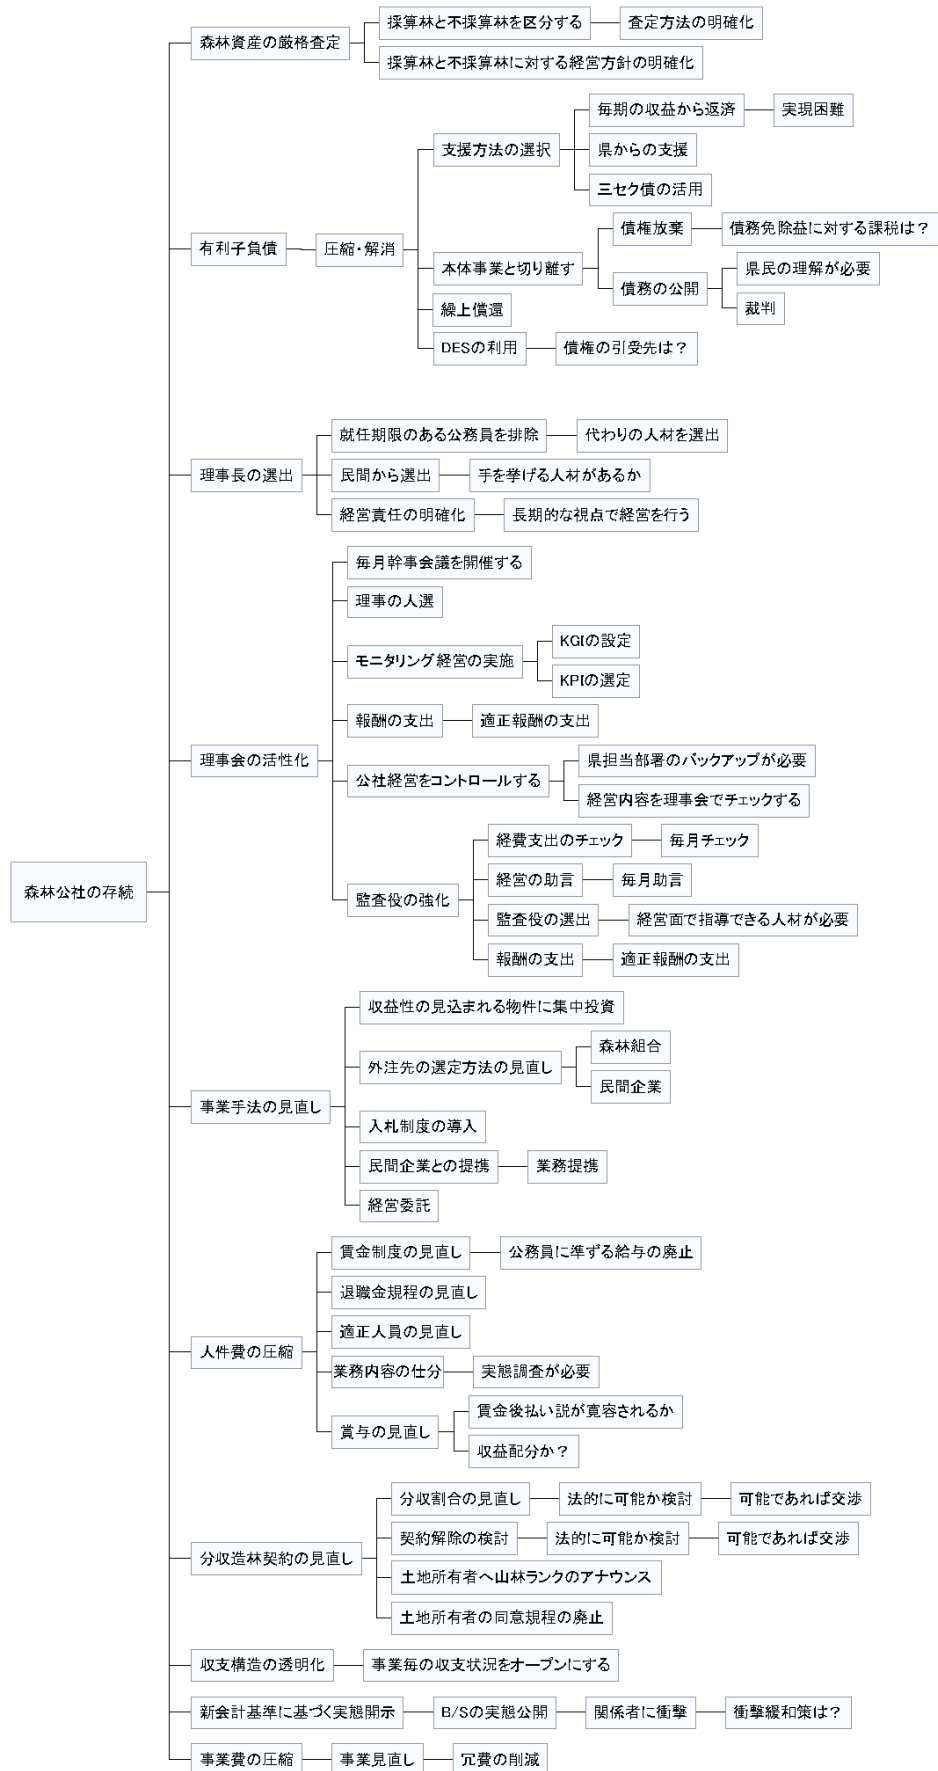 森林公社の存続
森林資産の厳格査定
採算林と不採算林を区分する
査定方法の明確化
採算林と不採算林に対する経営方針の明確化
有利子負債
圧縮・解消
支援方法の選択
毎期の収益から返済
実現困難
県からの支援
三セク債の活用
本体事業と切り離す
債権放棄
債務免除益に対する課税は？
債務の公開
県民の理解が必要
裁判
繰上償還
DESの利用
債権の引受先は？
理事長の選出
就任期限のある公務員を排除
代わりの人材を選出
民間から選出
手を挙げる人材があるか
経営責任の明確化
長期的な視点で経営を行う
理事会の活性化
毎月幹事会議を開催する
理事の人選
モニタリング経営の実施
KGIの設定
KPIの選定
報酬の支出
適正報酬の支出
公社経営をコントロールする
県担当部署のバックアップが必要
経営内容を理事会でチェックする
監査役の強化
経費支出のチェック
毎月チェック
経営の助言
毎月助言
監査役の選出
経営面で指導できる人材が必要
報酬の支出
適正報酬の支出
事業手法の見直し
収益性の見込まれる物件に集中投資
外注先の選定方法の見直し
森林組合
民間企業
入札制度の導入
民間企業との提携
業務提携
経営委託
人件費の圧縮
賃金制度の見直し
公務員に準ずる給与の廃止
退職金規程の見直し
適正人員の見直し
業務内容の仕分
実態調査が必要
賞与の見直し
賃金後払い説が寛容されるか
収益配分か？
分収造林契約の見直し
分収割合の見直し
法的に可能か検討
可能であれば交渉
契約解除の検討
法的に可能か検討
可能であれば交渉
土地所有者へ山林ランクのアナウンス
土地所有者の同意規程の廃止
収支構造の透明化
事業毎の収支状況をオープンにする
新会計基準に基づく実態開示
B/Sの実態公開
関係者に衝撃
衝撃緩和策は？
事業費の圧縮
事業見直し
冗費の削減